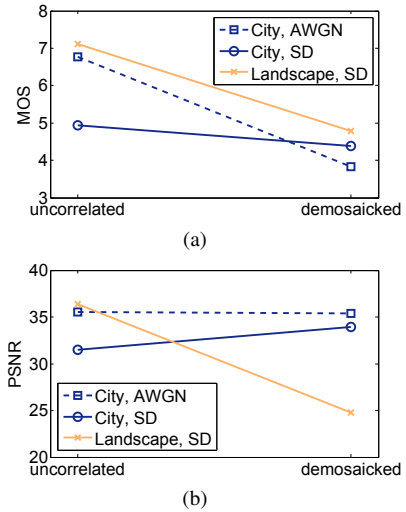 8
7
6
5
4
3
MOS
City, AWGN
City, SD
Landscape, SD
uncorrelated demosaicked
(a)
40
35
30
25
20
PSNR
City, AWGN
City, SD
Landscape, SD
uncorrelated demosaicked
(b)